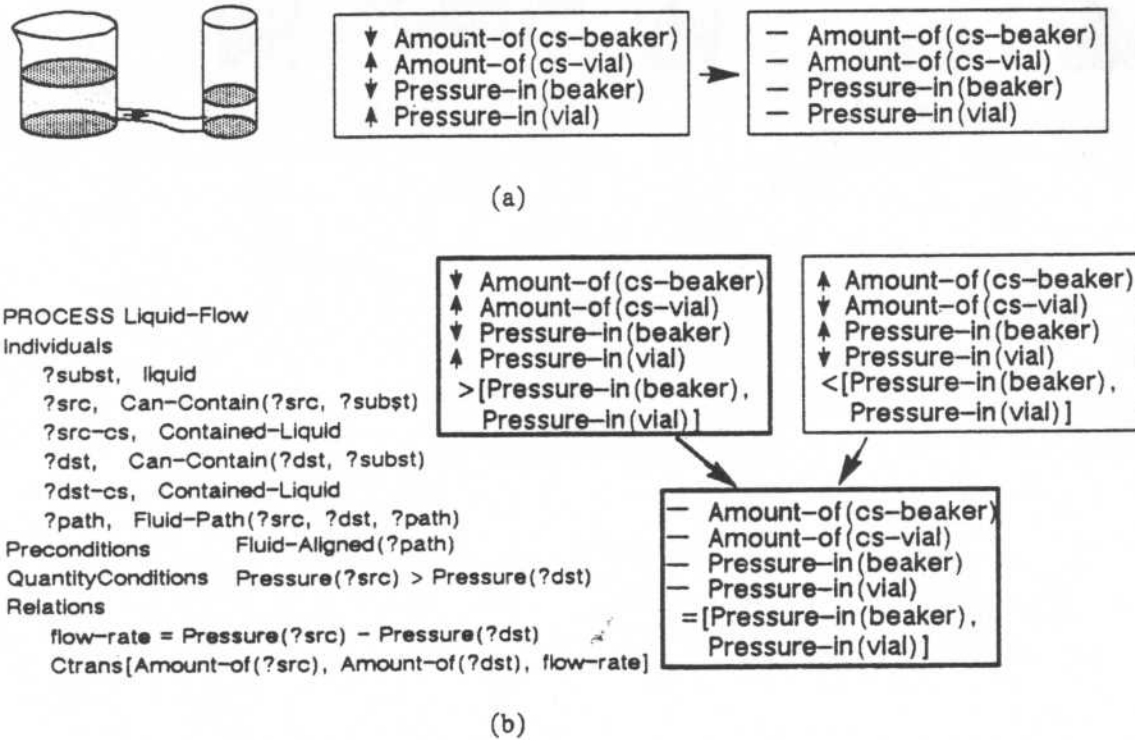 ↓ Amount-of(cs-beaker)
↑ Amount-of(cs-vial)
↓ Pressure-in(beaker)
↑ Pressure-in(vial)
— Amount-of(cs-beaker)
— Amount-of(cs-vial)
— Pressure-in(beaker)
— Pressure-in(vial)
(a)
PROCESS Liquid-Flow
Individuals
?subst, liquid
?src, Can-Contain(?src, ?subst)
?src-cs, Contained-Liquid
?dst, Can-Contain(?dst, ?subst)
?dst-cs, Contained-Liquid
?path, Fluid-Path(?src, ?dst, ?path)
Preconditions Fluid-Aligned(?path)
QuantityConditions Pressure(?src) > Pressure(?dst)
Relations
flow-rate = Pressure(?src) - Pressure(?dst)
Ctrans[Amount-of(?src), Amount-of(?dst), flow-rate]
↓ Amount-of(cs-beaker)
↑ Amount-of(cs-vial)
↓ Pressure-in(beaker)
↑ Pressure-in(vial)
>[Pressure-in(beaker),
Pressure-in(vial)]
↑ Amount-of(cs-beaker)
↓ Amount-of(cs-vial)
↑ Pressure-in(beaker)
↓ Pressure-in(vial)
<[Pressure-in(beaker),
Pressure-in(vial)]
— Amount-of(cs-beaker)
— Amount-of(cs-vial)
— Pressure-in(beaker)
— Pressure-in(vial)
=[Pressure-in(beaker),
Pressure-in(vial)]
(b)